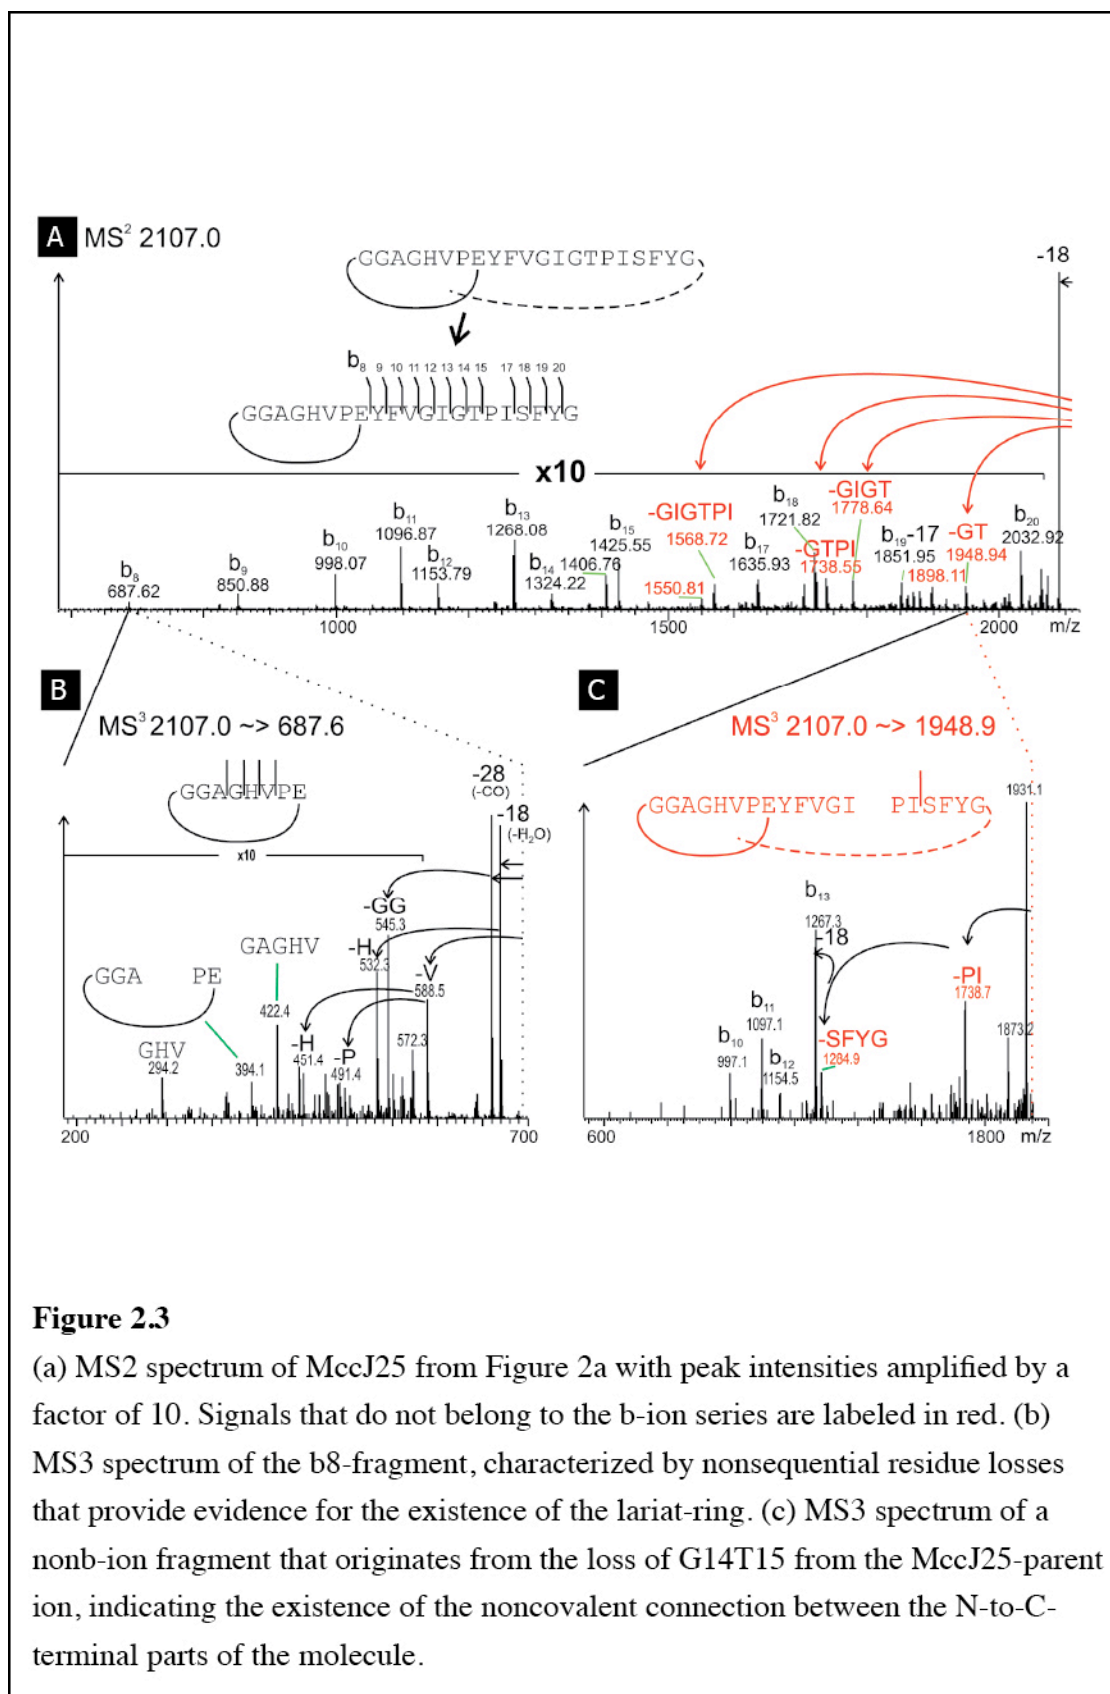 A MS² 2107.0
-18
GGAGHVPEYFVGIGTPISFYG
b₈ 9 10 11 12 13 14 15 17 18 19 20
GGAGHVPEYFVGIGTPISFYG
x10
b₈
687.62
b₉
850.88
b₁₀
998.07
b₁₁
1096.87
b₁₂
1153.79
b₁₃
1268.08
b₁₄
1324.22
1406.76
b₁₅
1425.55
-GIGTPI
1568.72
1550.81
b₁₇
1635.93
b₁₈
1721.82
-GTPI
1738.55
-GIGT
1778.64
b₁₉-17
1851.95
1898.11
-GT
1948.94
b₂₀
2032.92
1000 1500 2000 m/z
B
MS³ 2107.0 ~> 687.6
GGAGHVPE
-28
(-CO)
-18
(-H₂O)
x10
-GG
545.3
-H
532.3
-V
588.5
GAGHV
422.4
GGA PE
394.1
GHV
294.2
-H
451.4
-P
491.4
572.3
200 700
C
MS³ 2107.0 ~> 1948.9
GGAGHVPEYFVGI PISFYG
1931.1
b₁₃
1267.3
-18
b₁₁
1097.1
b₁₀
997.1
b₁₂
1154.5
-SFYG
1284.9
-PI
1738.7
1873.2
600 1800 m/z
Figure 2.3
(a) MS2 spectrum of MccJ25 from Figure 2a with peak intensities amplified by a
factor of 10. Signals that do not belong to the b-ion series are labeled in red. (b)
MS3 spectrum of the b8-fragment, characterized by nonsequential residue losses
that provide evidence for the existence of the lariat-ring. (c) MS3 spectrum of a
nonb-ion fragment that originates from the loss of G14T15 from the MccJ25-parent
ion, indicating the existence of the noncovalent connection between the N-to-C-
terminal parts of the molecule.